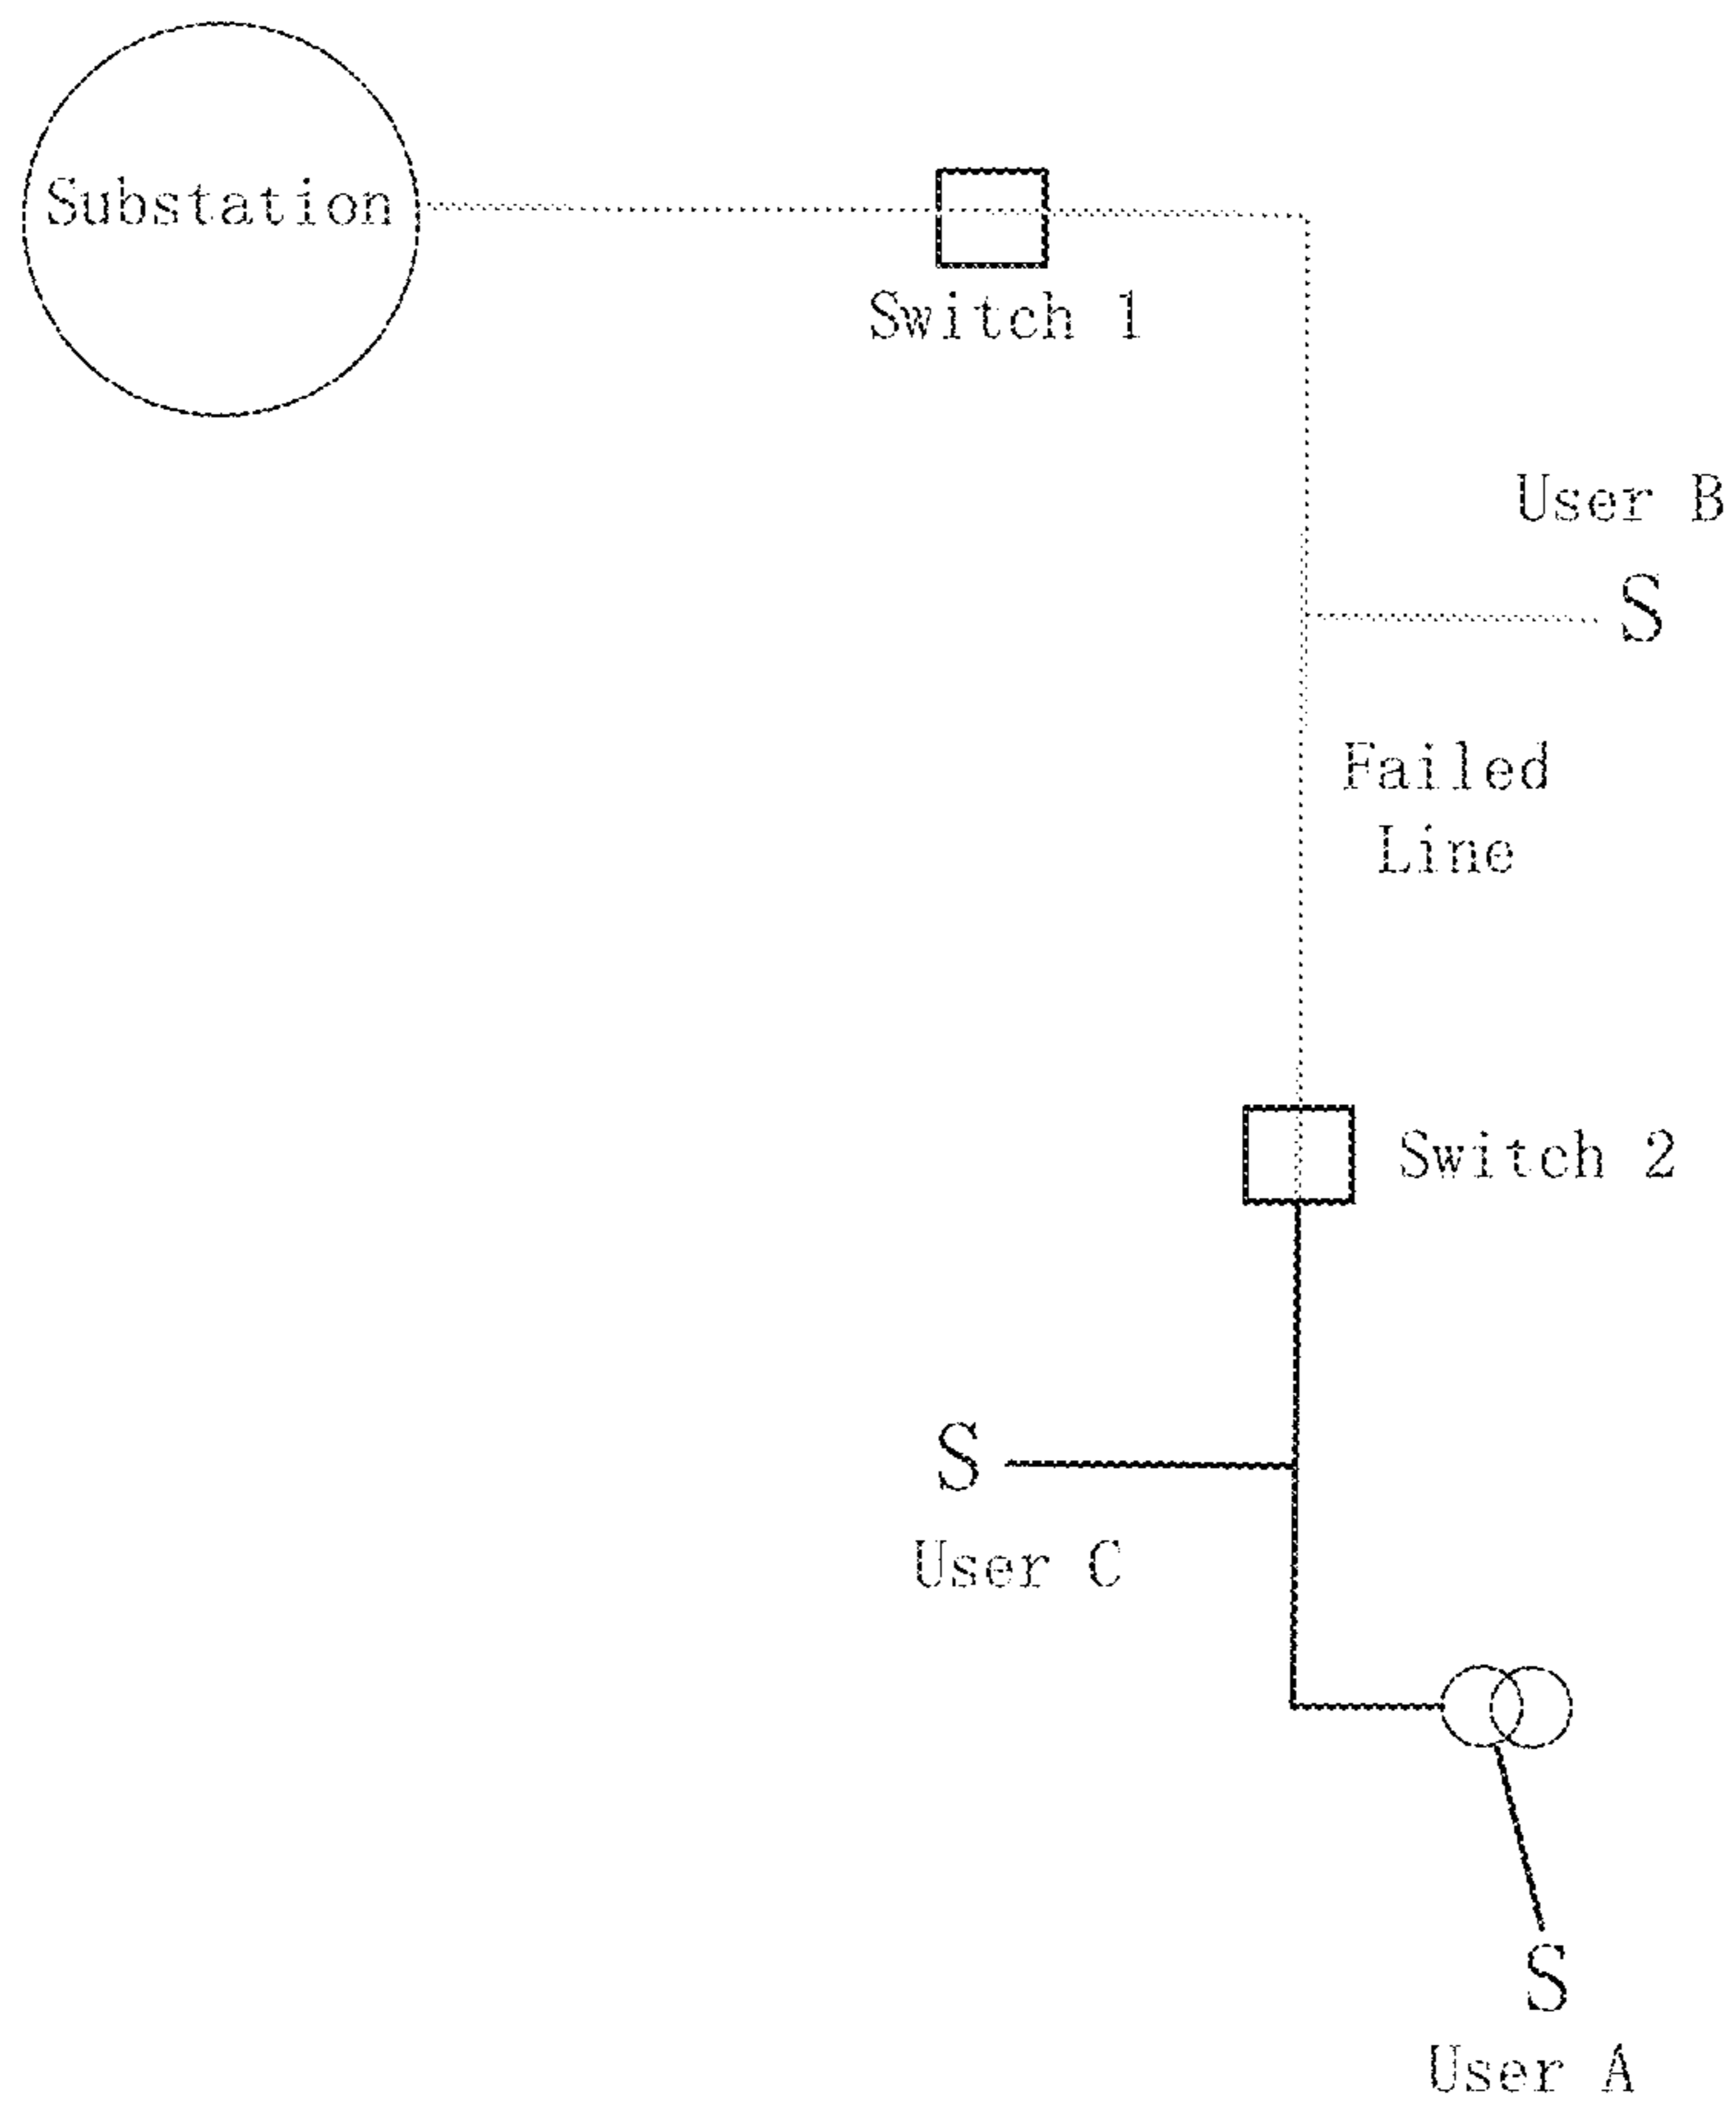 Substation
Switch 1
User B
S
Failed
Line
Switch 2
S
User C
S
User A